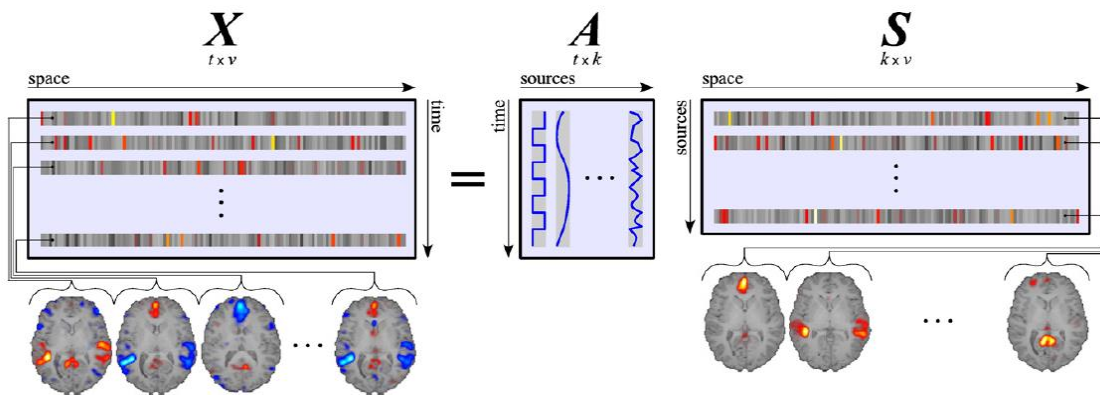 X
t × v
space
time
=
A
t × k
sources
time
S
k × v
space
sources